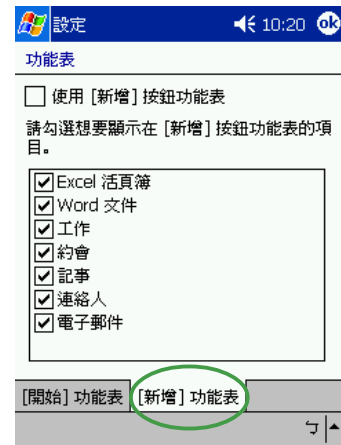 設定 10:20 ok
功能表
使用 [新增] 按鈕功能表
請勾選想要顯示在 [新增] 按鈕功能表的項
目。
Excel 活頁簿
Word 文件
工作
約會
記事
連絡人
電子郵件
[開始] 功能表 [新增] 功能表
ㄅ